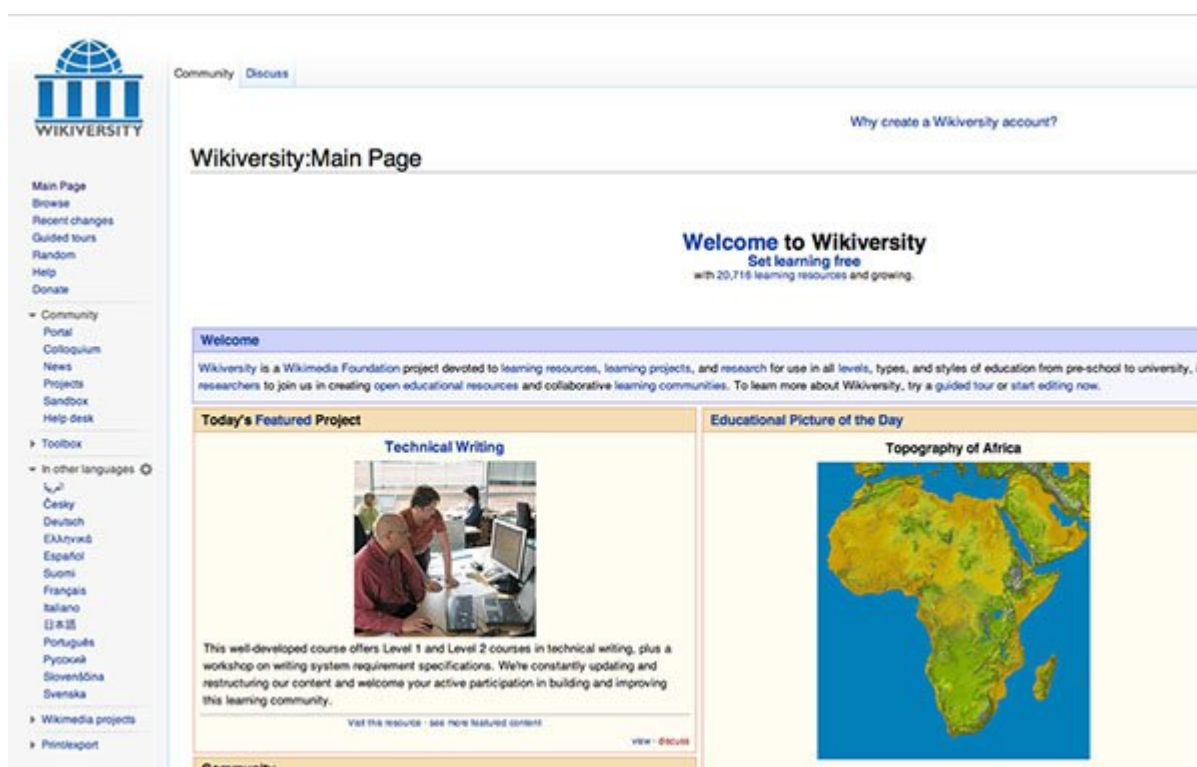 WIKIVERSITY
Community Discuss
Why create a Wikiversity account?
Wikiversity:Main Page
Main Page
Browse
Recent changes
Guided tours
Random
Help
Donate
Community
Portal
Colloquium
News
Projects
Sandbox
Help desk
Toolbox
In other languages
العربية
Česky
Deutsch
Ελληνικά
Español
Suomi
Français
Italiano
日本語
Português
Русский
Slovenščina
Svenska
Wikimedia projects
Print/export
Welcome to Wikiversity
Set learning free
with 20,716 learning resources and growing.
Welcome
Wikiversity is a Wikimedia Foundation project devoted to learning resources, learning projects, and research for use in all levels, types, and styles of education from pre-school to university,
researchers to join us in creating open educational resources and collaborative learning communities. To learn more about Wikiversity, try a guided tour or start editing now.
Today's Featured Project
Technical Writing
This well-developed course offers Level 1 and Level 2 courses in technical writing, plus a
workshop on writing system requirement specifications. We're constantly updating and
restructuring our content and welcome your active participation in building and improving
this learning community.
Visit this resource · see more featured content
view · discuss
Educational Picture of the Day
Topography of Africa
Community